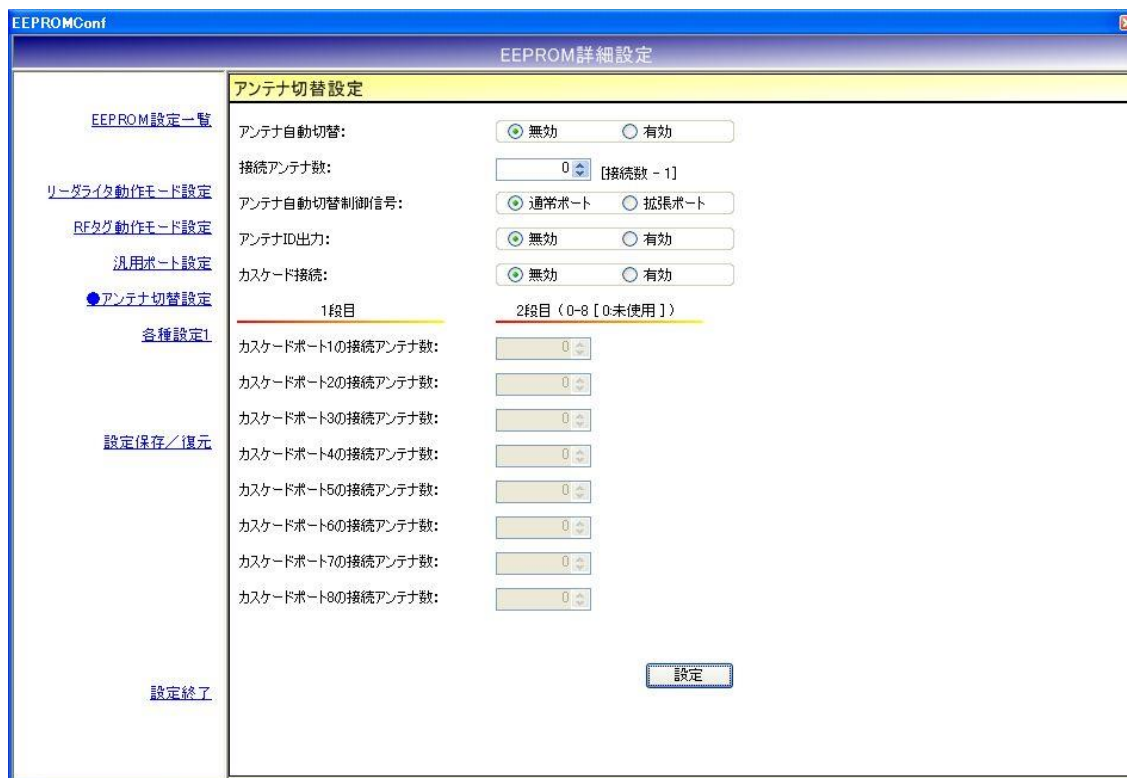 EEPROMConf
EEPROM詳細設定
EEPROM設定一覧
リーダライタ動作モード設定
RFタグ動作モード設定
汎用ポート設定
●アンテナ切替設定
各種設定1
設定保存／復元
設定終了
アンテナ切替設定
アンテナ自動切替: 無効 有効
接続アンテナ数: 0 [接続数 - 1]
アンテナ自動切替制御信号: 通常ポート 拡張ポート
アンテナID出力: 無効 有効
カスケード接続: 無効 有効
1段目 2段目（0-8 [ 0:未使用 ]）
カスケードポート1の接続アンテナ数: 0
カスケードポート2の接続アンテナ数: 0
カスケードポート3の接続アンテナ数: 0
カスケードポート4の接続アンテナ数: 0
カスケードポート5の接続アンテナ数: 0
カスケードポート6の接続アンテナ数: 0
カスケードポート7の接続アンテナ数: 0
カスケードポート8の接続アンテナ数: 0
設定